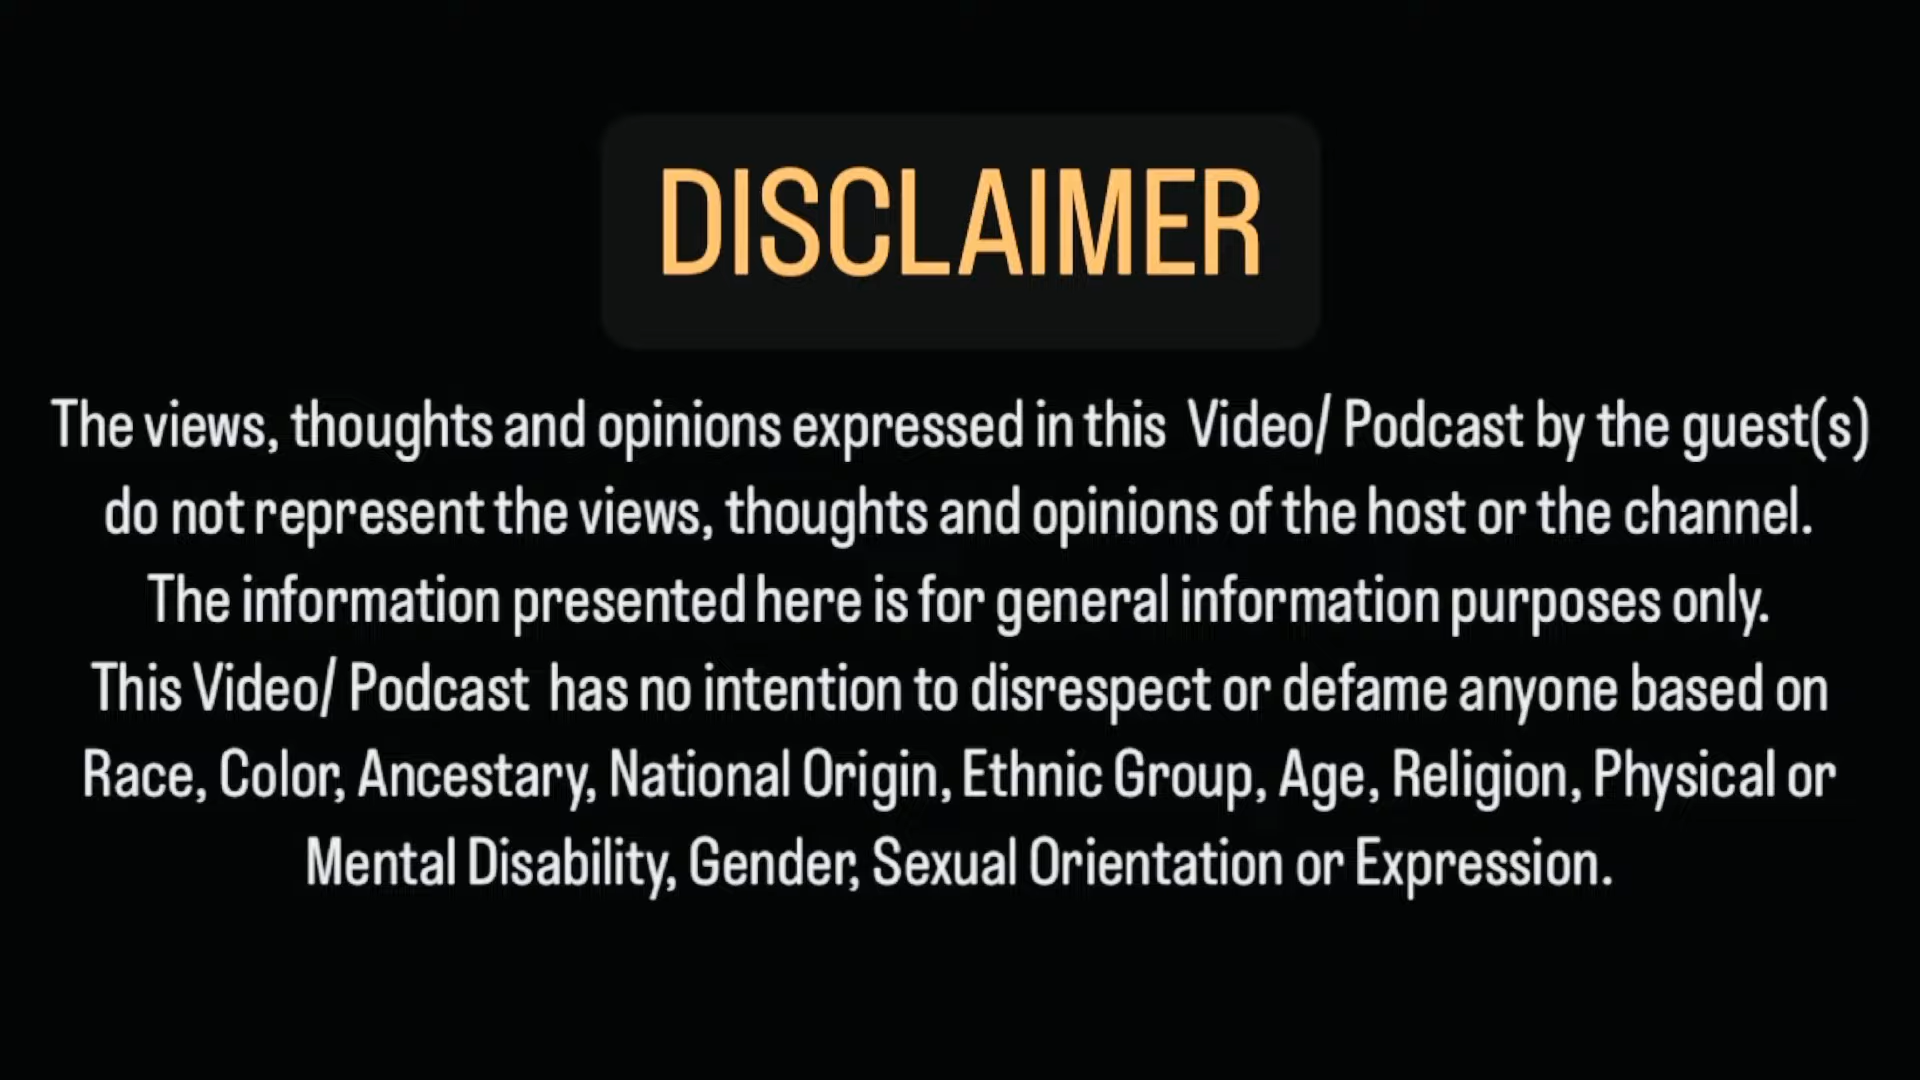 DISCLAIMER
The views, thoughts and opinions expressed in this Video/ Podcast by the guest(s)
do not represent the views, thoughts and opinions of the host or the channel.
The information presented here is for general information purposes only.
This Video/ Podcast has no intention to disrespect or defame anyone based on
Race, Color, Ancestary, National Origin, Ethnic Group, Age, Religion, Physical or
Mental Disability, Gender, Sexual Orientation or Expression.